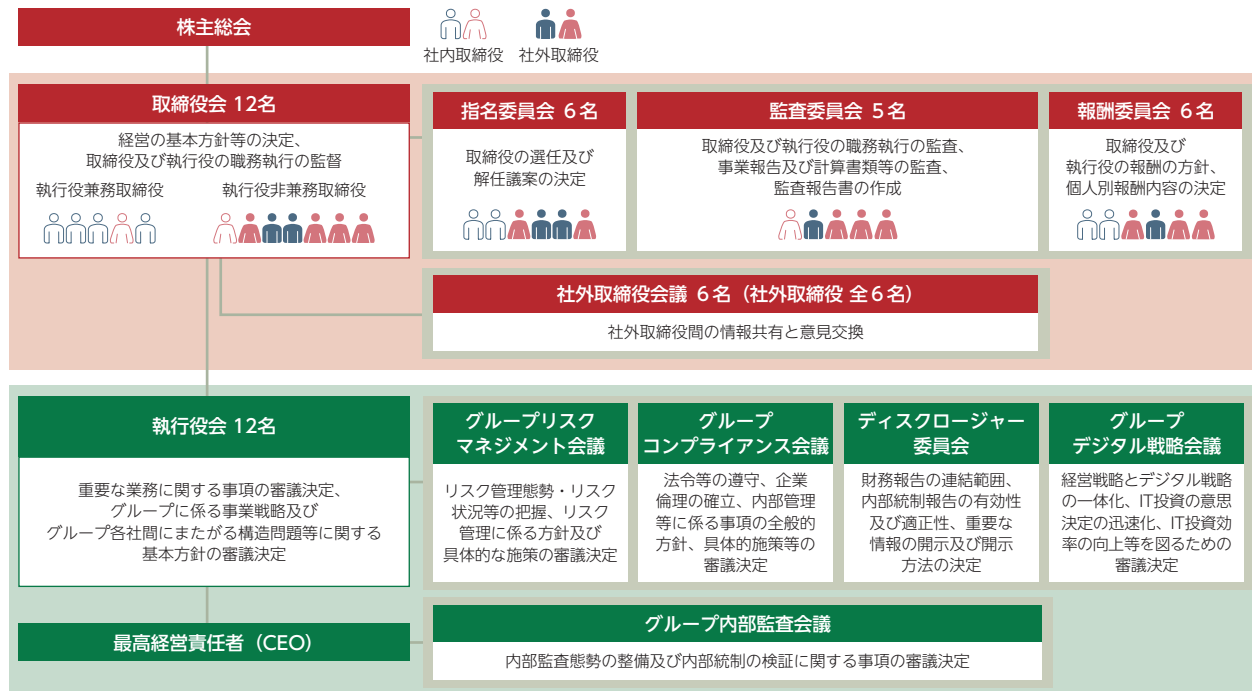 株主総会
社内取締役
社外取締役
取締役会 12名
経営の基本方針等の決定、
取締役及び執行役の職務執行の監督
執行役兼務取締役
執行役非兼務取締役
指名委員会 6名
取締役の選任及び
解任議案の決定
監査委員会 5名
取締役及び執行役の職務執行の監査、
事業報告及び計算書類等の監査、
監査報告書の作成
報酬委員会 6名
取締役及び
執行役の報酬の方針、
個人別報酬内容の決定
社外取締役会議 6名（社外取締役 全6名）
社外取締役間の情報共有と意見交換
執行役会 12名
重要な業務に関する事項の審議決定、
グループに係る事業戦略及び
グループ各社間にまたがる構造問題等に関する
基本方針の審議決定
グループリスク
マネジメント会議
リスク管理態勢・リスク
状況等の把握、リスク
管理に係る方針及び
具体的な施策の審議決定
グループ
コンプライアンス会議
法令等の遵守、企業
倫理の確立、内部管理
等に係る事項の全般的
方針、具体的施策等の
審議決定
ディスクロージャー
委員会
財務報告の連結範囲、
内部統制報告の有効性
及び適正性、重要な
情報の開示及び開示
方法の決定
グループ
デジタル戦略会議
経営戦略とデジタル戦略
の一体化、IT投資の意思
決定の迅速化、IT投資効
率の向上等を図るための
審議決定
最高経営責任者（CEO）
グループ内部監査会議
内部監査態勢の整備及び内部統制の検証に関する事項の審議決定